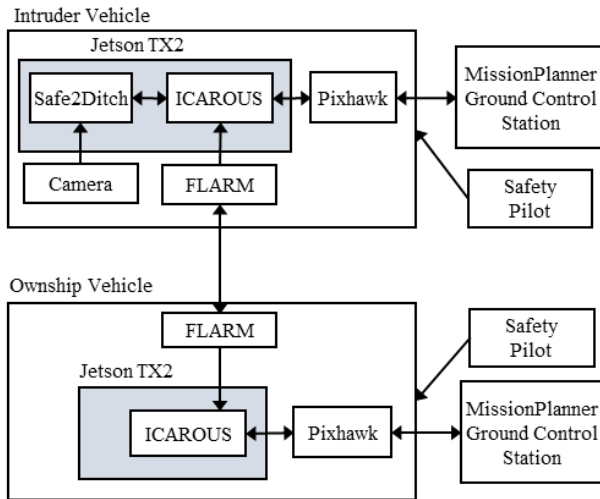 Intruder Vehicle
Jetson TX2
Safe2Ditch
ICAROUS
Pixhawk
MissionPlanner
Ground Control
Station
Camera
FLARM
Safety
Pilot
Ownship Vehicle
FLARM
Safety
Pilot
Jetson TX2
ICAROUS
Pixhawk
MissionPlanner
Ground Control
Station